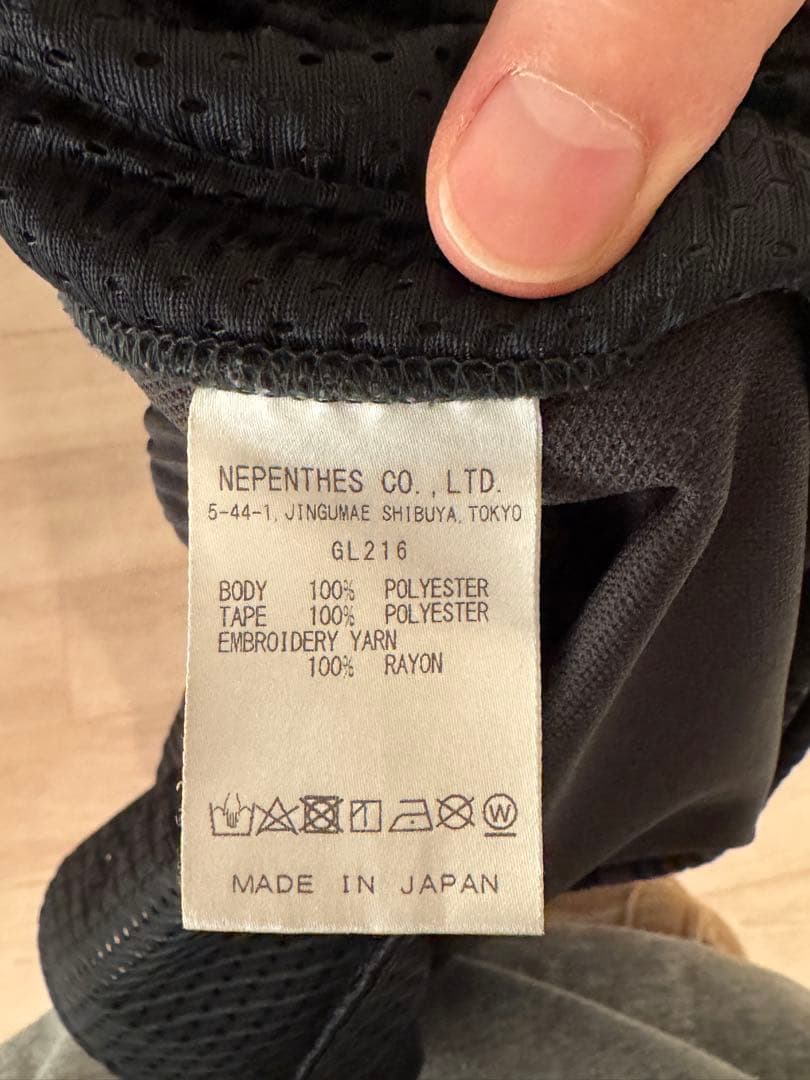 NEPENTHES CO., LTD.
5-44-1, JINGUMAE SHIBUYA, TOKYO
GL216
BODY 100% POLYESTER
TAPE 100% POLYESTER
EMBROIDERY YARN
100% RAYON
W
MADE IN JAPAN